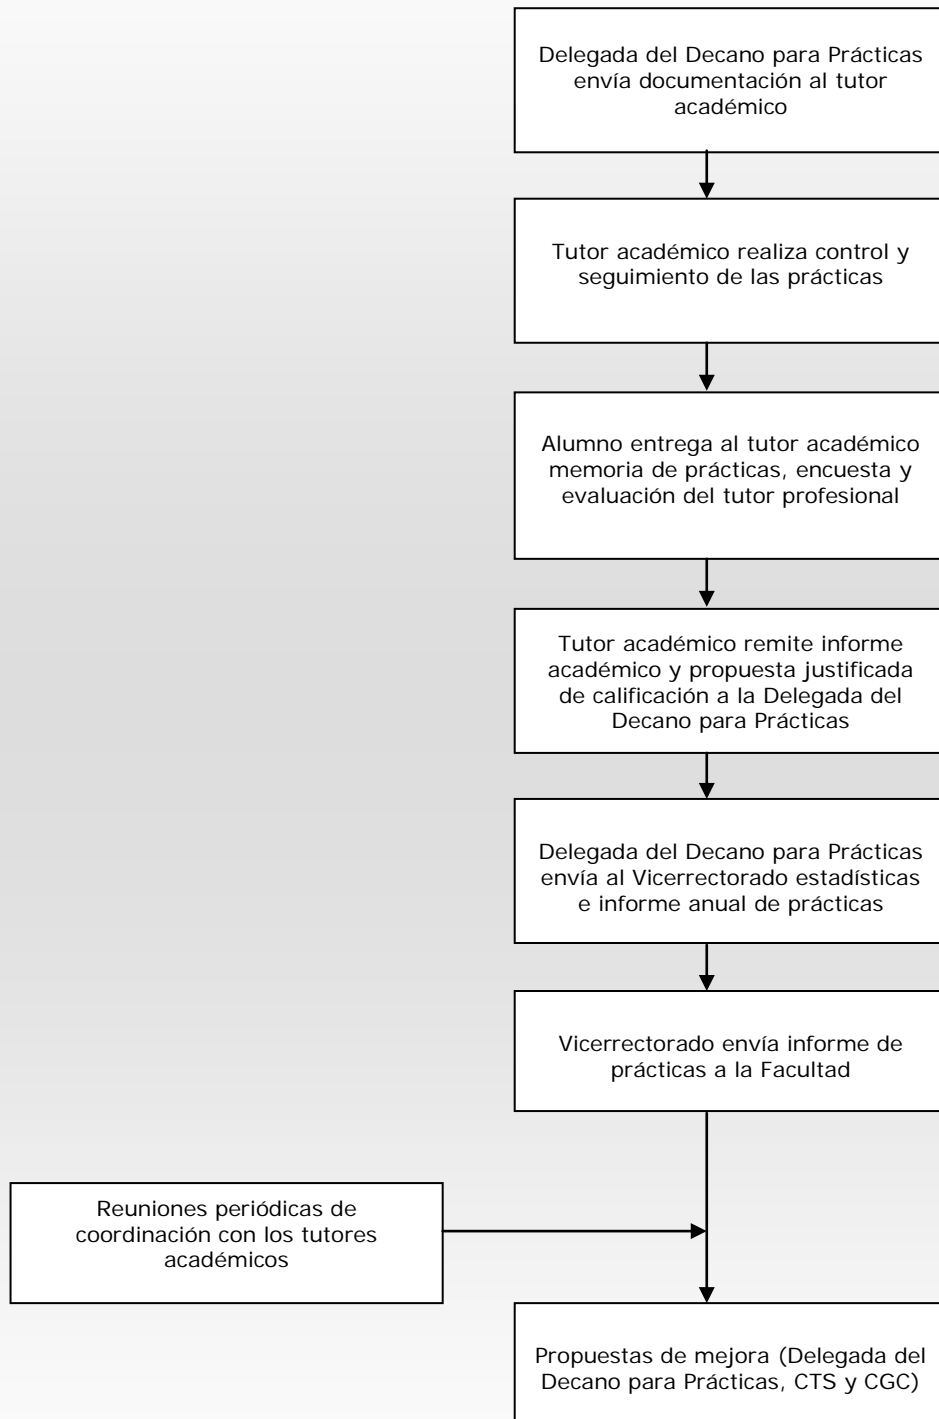 Delegada del Decano para Prácticas
envía documentación al tutor
académico
Tutor académico realiza control y
seguimiento de las prácticas
Alumno entrega al tutor académico
memoria de prácticas, encuesta y
evaluación del tutor profesional
Tutor académico remite informe
académico y propuesta justificada
de calificación a la Delegada del
Decano para Prácticas
Delegada del Decano para Prácticas
envía al Vicerrectorado estadísticas
e informe anual de prácticas
Vicerrectorado envía informe de
prácticas a la Facultad
Reuniones periódicas de
coordinación con los tutores
académicos
Propuestas de mejora (Delegada del
Decano para Prácticas, CTS y CGC)